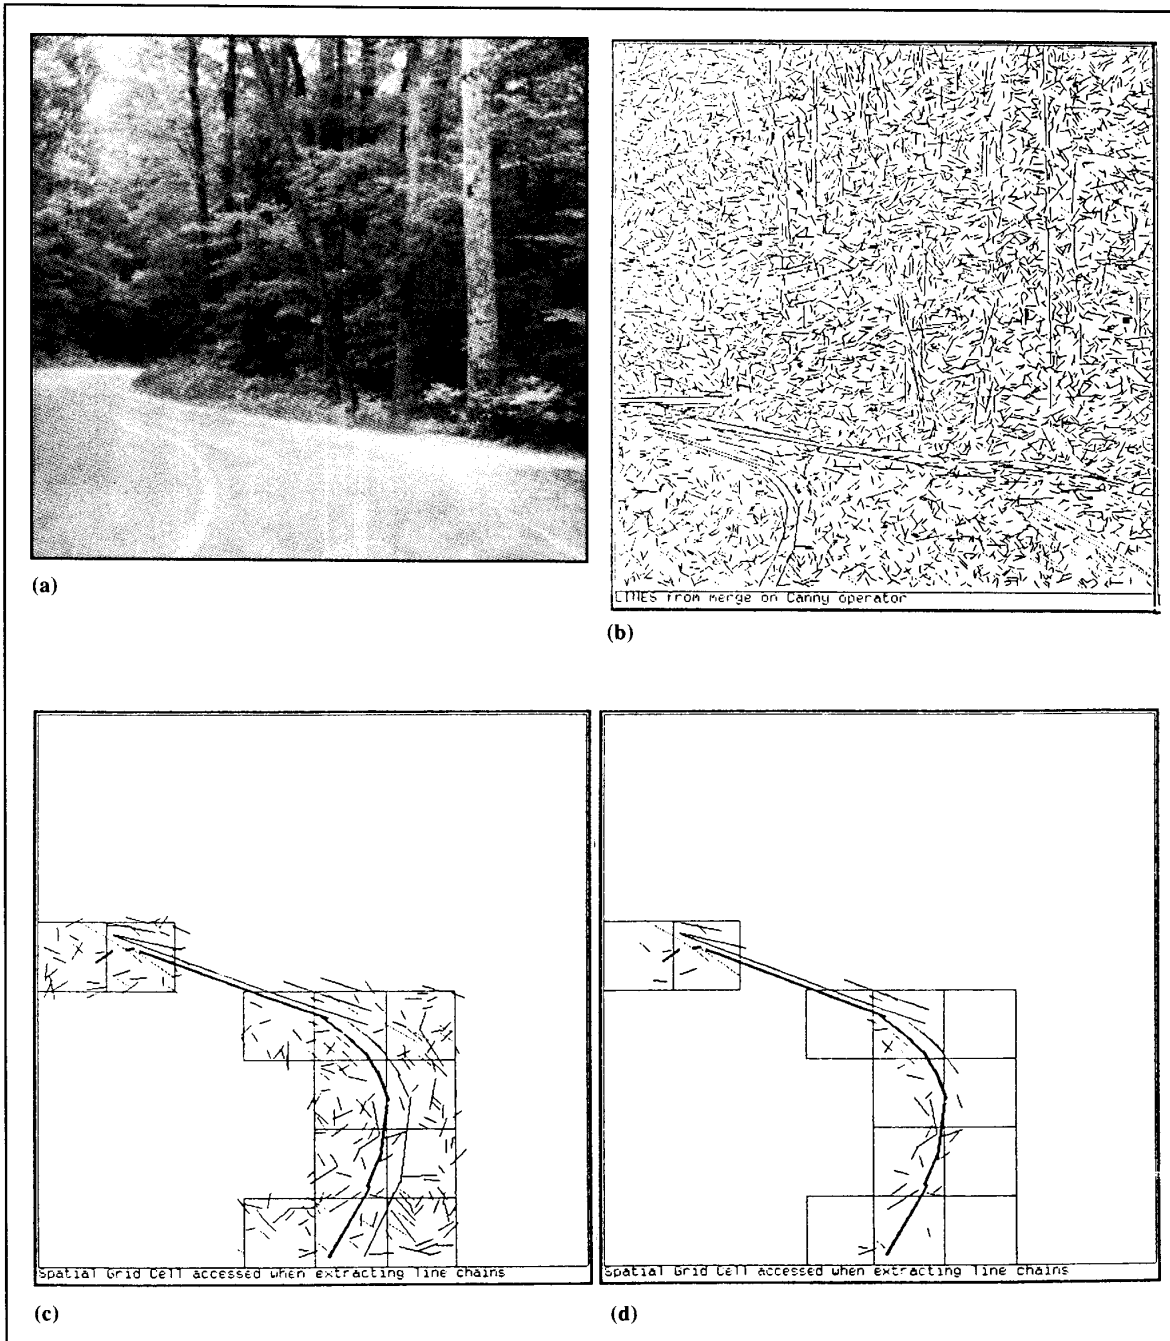 (a)
LINES from merge on Canny operator
(b)
Spatial Grid Cell accessed when extracting line chains
(c)
Spatial Grid Cell accessed when extracting line chains
(d)